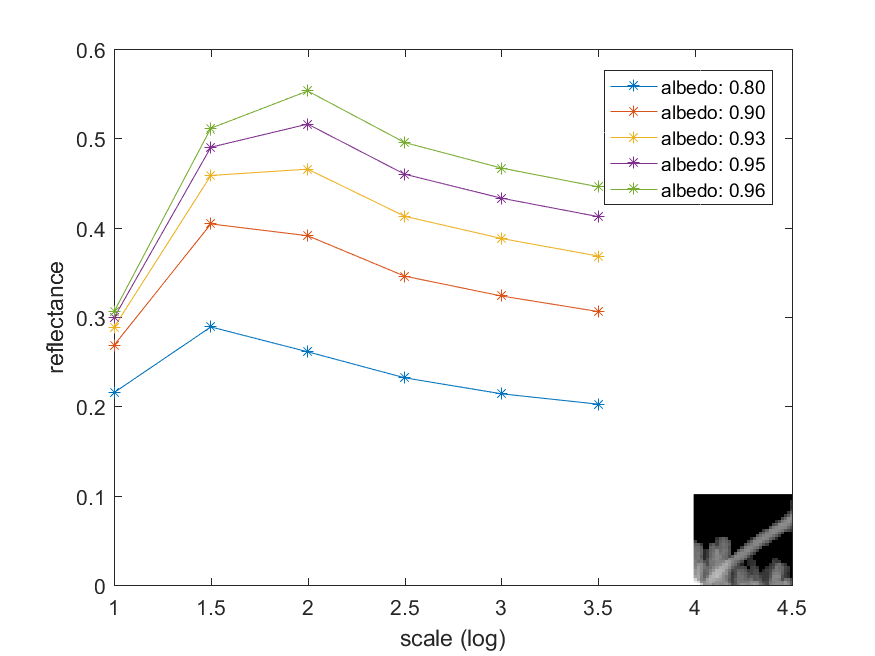 0.6
0.5
0.4
0.3
0.2
0.1
0
reflectance
1
1.5
2
2.5
3
3.5
4
4.5
scale (log)
albedo: 0.80
albedo: 0.90
albedo: 0.93
albedo: 0.95
albedo: 0.96